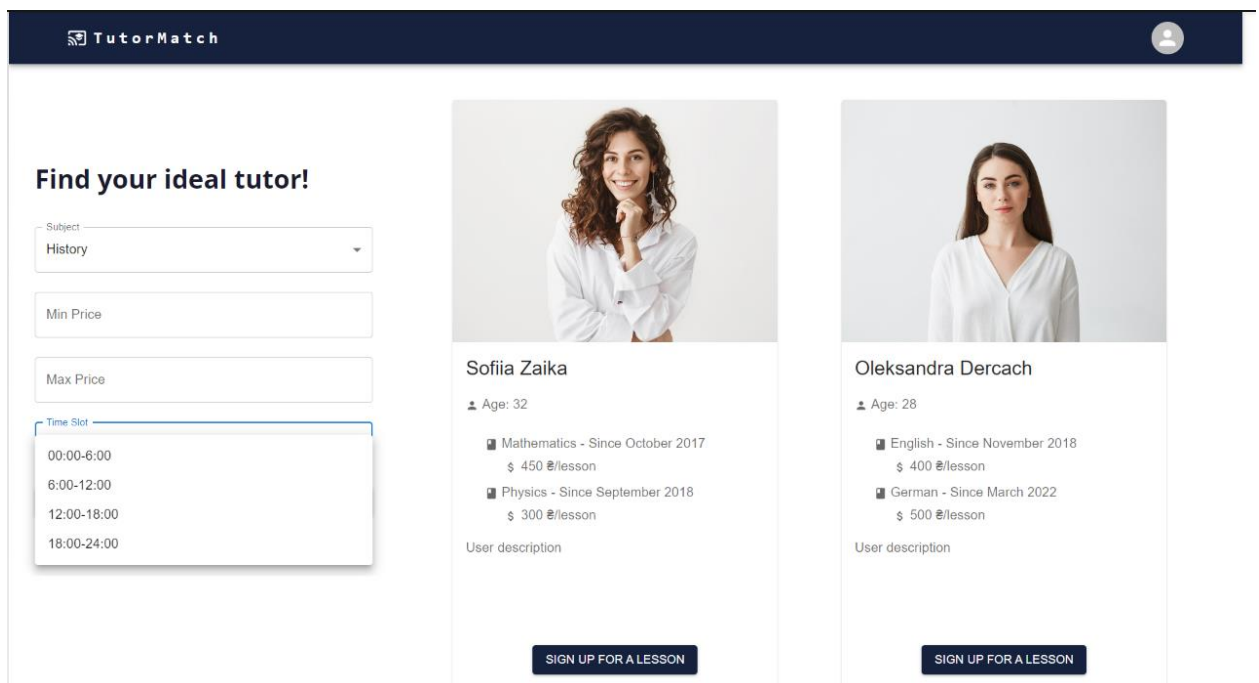 TutorMatch
Find your ideal tutor!
Subject
History
Min Price
Max Price
Time Slot
00:00-6:00
6:00-12:00
12:00-18:00
18:00-24:00
Sofiia Zaika
Age: 32
Mathematics - Since October 2017
$ 450 ₴/lesson
Physics - Since September 2018
$ 300 ₴/lesson
User description
SIGN UP FOR A LESSON
Oleksandra Dercach
Age: 28
English - Since November 2018
$ 400 ₴/lesson
German - Since March 2022
$ 500 ₴/lesson
User description
SIGN UP FOR A LESSON